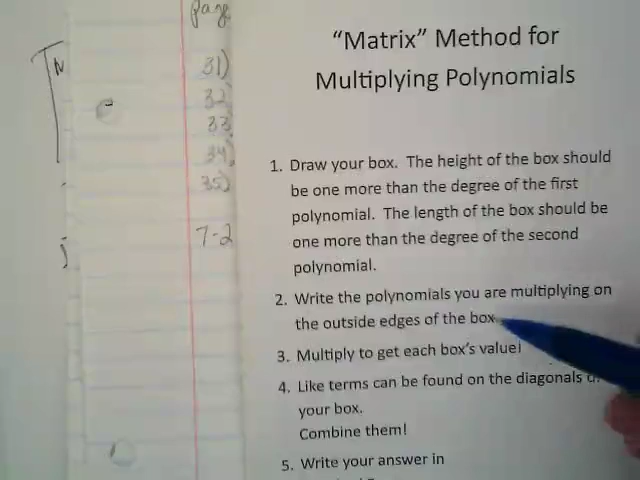 page
31)
32
33
34)
35)
7-2
"Matrix" Method for
Multiplying Polynomials
1. Draw your box. The height of the box should
be one more than the degree of the first
polynomial. The length of the box should be
one more than the degree of the second
polynomial.
2. Write the polynomials you are multiplying on
the outside edges of the box
3. Multiply to get each box's value!
4. Like terms can be found on the diagonals
your box.
Combine them!
5. Write your answer in